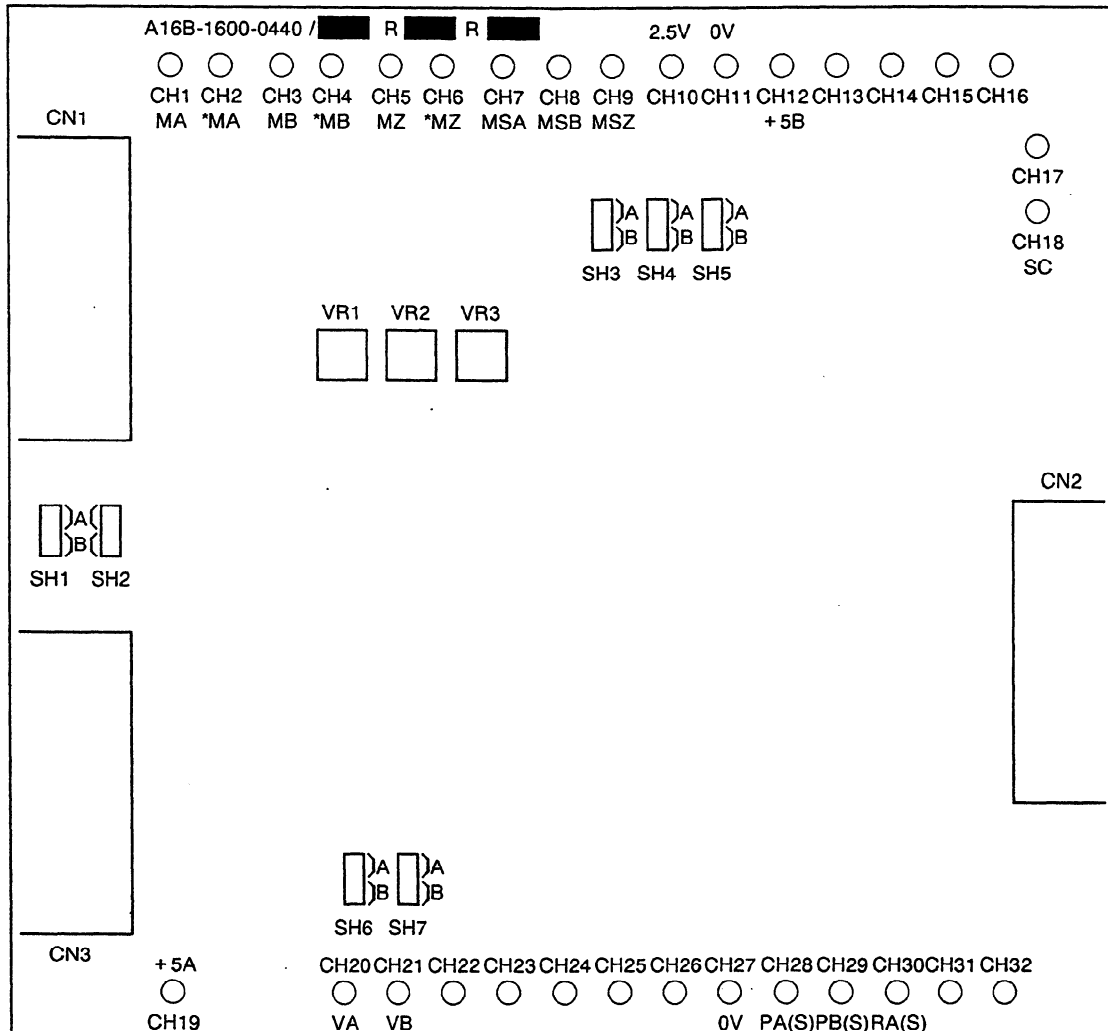 A16B-1600-0440 / R R 2.5V 0V
CH1 CH2 CH3 CH4 CH5 CH6 CH7 CH8 CH9 CH10 CH11 CH12 CH13 CH14 CH15 CH16
CN1 MA *MA MB *MB MZ *MZ MSA MSB MSZ +5B
CH17
A A A
B B B
CH18
SH3 SH4 SH5
SC
VR1 VR2 VR3
CN2
A
B
SH1 SH2
A A
B B
SH6 SH7
CN3
+5A CH20 CH21 CH22 CH23 CH24 CH25 CH26 CH27 CH28 CH29 CH30 CH31 CH32
CH19 VA VB 0V PA(S) PB(S) RA(S)